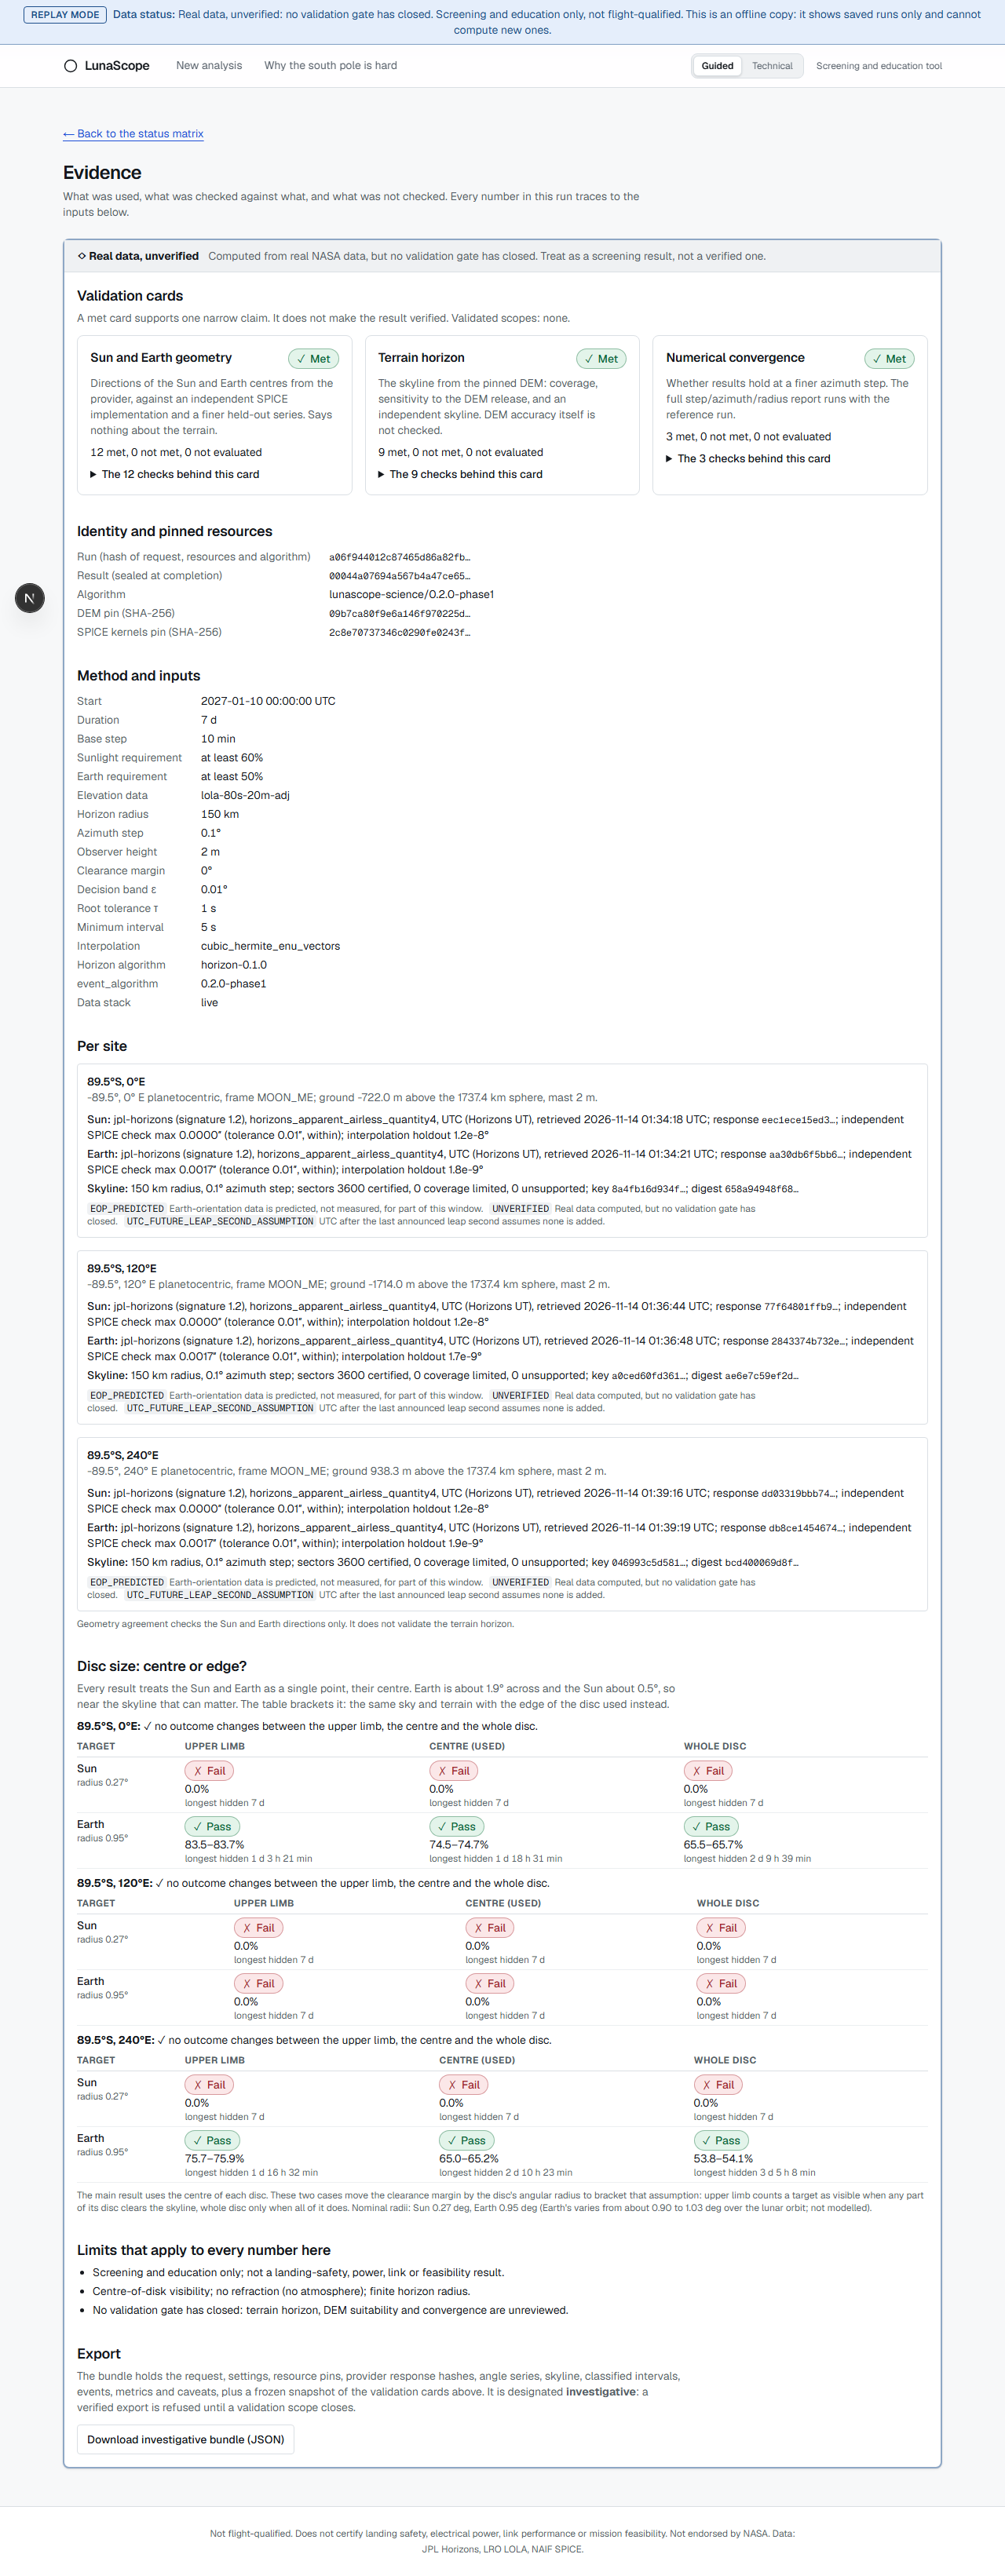 REPLAY MODE Data status: Real data, unverified: no validation gate has closed. Screening and education only, not flight-qualified. This is an offline copy: it shows saved runs only and cannot
compute new ones.
LunaScope New analysis Why the south pole is hard Guided Technical Screening and education tool
← Back to the status matrix
Evidence
What was used, what was checked against what, and what was not checked. Every number in this run traces to the
inputs below.
◇ Real data, unverified Computed from real NASA data, but no validation gate has closed. Treat as a screening result, not a verified one.
Validation cards
A met card supports one narrow claim. It does not make the result verified. Validated scopes: none.
Sun and Earth geometry ✓ Met
Directions of the Sun and Earth centres from the
provider, against an independent SPICE
implementation and a finer held-out series. Says
nothing about the terrain.
12 met, 0 not met, 0 not evaluated
▶ The 12 checks behind this card
Terrain horizon ✓ Met
The skyline from the pinned DEM: coverage,
sensitivity to the DEM release, and an
independent skyline. DEM accuracy itself is
not checked.
9 met, 0 not met, 0 not evaluated
▶ The 9 checks behind this card
Numerical convergence ✓ Met
Whether results hold at a finer azimuth step. The
full step/azimuth/radius report runs with the
reference run.
3 met, 0 not met, 0 not evaluated
▶ The 3 checks behind this card
Identity and pinned resources
Run (hash of request, resources and algorithm) a06f944012c87465d86a82fb…
Result (sealed at completion) 00044a07694a567b4a47ce65…
Algorithm lunascope-science/0.2.0-phase1
DEM pin (SHA-256) 09b7ca80f9e6a146f970225d…
SPICE kernels pin (SHA-256) 2c8e70737346c0290fe0243f…
N
Method and inputs
Start 2027-01-10 00:00:00 UTC
Duration 7 d
Base step 10 min
Sunlight requirement at least 60%
Earth requirement at least 50%
Elevation data lola-80s-20m-adj
Horizon radius 150 km
Azimuth step 0.1°
Observer height 2 m
Clearance margin 0°
Decision band ε 0.01°
Root tolerance τ 1 s
Minimum interval 5 s
Interpolation cubic_hermite_enu_vectors
Horizon algorithm horizon-0.1.0
event_algorithm 0.2.0-phase1
Data stack live
Per site
89.5°S, 0°E
-89.5°, 0° E planetocentric, frame MOON_ME; ground -722.0 m above the 1737.4 km sphere, mast 2 m.
Sun: jpl-horizons (signature 1.2), horizons_apparent_airless_quantity4, UTC (Horizons UT), retrieved 2026-11-14 01:34:18 UTC; response eec1ece15ed3…; independent
SPICE check max 0.0000″ (tolerance 0.01″, within); interpolation holdout 1.2e-8°
Earth: jpl-horizons (signature 1.2), horizons_apparent_airless_quantity4, UTC (Horizons UT), retrieved 2026-11-14 01:34:21 UTC; response aa30db6f5bb6…; independent
SPICE check max 0.0017″ (tolerance 0.01″, within); interpolation holdout 1.8e-9°
Skyline: 150 km radius, 0.1° azimuth step; sectors 3600 certified, 0 coverage limited, 0 unsupported; key 8a4fb16d934f…; digest 658a94948f68…
EOP_PREDICTED Earth-orientation data is predicted, not measured, for part of this window. UNVERIFIED Real data computed, but no validation gate has
closed. UTC_FUTURE_LEAP_SECOND_ASSUMPTION UTC after the last announced leap second assumes none is added.
89.5°S, 120°E
-89.5°, 120° E planetocentric, frame MOON_ME; ground -1714.0 m above the 1737.4 km sphere, mast 2 m.
Sun: jpl-horizons (signature 1.2), horizons_apparent_airless_quantity4, UTC (Horizons UT), retrieved 2026-11-14 01:36:44 UTC; response 77f64801ffb9…; independent
SPICE check max 0.0000″ (tolerance 0.01″, within); interpolation holdout 1.2e-8°
Earth: jpl-horizons (signature 1.2), horizons_apparent_airless_quantity4, UTC (Horizons UT), retrieved 2026-11-14 01:36:48 UTC; response 2843374b732e…; independent
SPICE check max 0.0017″ (tolerance 0.01″, within); interpolation holdout 1.7e-9°
Skyline: 150 km radius, 0.1° azimuth step; sectors 3600 certified, 0 coverage limited, 0 unsupported; key a0ced60fd361…; digest ae6e7c59ef2d…
EOP_PREDICTED Earth-orientation data is predicted, not measured, for part of this window. UNVERIFIED Real data computed, but no validation gate has
closed. UTC_FUTURE_LEAP_SECOND_ASSUMPTION UTC after the last announced leap second assumes none is added.
89.5°S, 240°E
-89.5°, 240° E planetocentric, frame MOON_ME; ground 938.3 m above the 1737.4 km sphere, mast 2 m.
Sun: jpl-horizons (signature 1.2), horizons_apparent_airless_quantity4, UTC (Horizons UT), retrieved 2026-11-14 01:39:16 UTC; response dd03319bbb74…; independent
SPICE check max 0.0000″ (tolerance 0.01″, within); interpolation holdout 1.2e-8°
Earth: jpl-horizons (signature 1.2), horizons_apparent_airless_quantity4, UTC (Horizons UT), retrieved 2026-11-14 01:39:19 UTC; response db8ce1454674…; independent
SPICE check max 0.0017″ (tolerance 0.01″, within); interpolation holdout 1.9e-9°
Skyline: 150 km radius, 0.1° azimuth step; sectors 3600 certified, 0 coverage limited, 0 unsupported; key 046993c5d581…; digest bcd400069d8f…
EOP_PREDICTED Earth-orientation data is predicted, not measured, for part of this window. UNVERIFIED Real data computed, but no validation gate has
closed. UTC_FUTURE_LEAP_SECOND_ASSUMPTION UTC after the last announced leap second assumes none is added.
Geometry agreement checks the Sun and Earth directions only. It does not validate the terrain horizon.
Disc size: centre or edge?
Every result treats the Sun and Earth as a single point, their centre. Earth is about 1.9° across and the Sun about 0.5°, so
near the skyline that can matter. The table brackets it: the same sky and terrain with the edge of the disc used instead.
89.5°S, 0°E: ✓ no outcome changes between the upper limb, the centre and the whole disc.
TARGET UPPER LIMB CENTRE (USED) WHOLE DISC
Sun ✗ Fail ✗ Fail ✗ Fail
radius 0.27° 0.0% 0.0% 0.0%
longest hidden 7 d longest hidden 7 d longest hidden 7 d
Earth ✓ Pass ✓ Pass ✓ Pass
radius 0.95° 83.5–83.7% 74.5–74.7% 65.5–65.7%
longest hidden 1 d 3 h 21 min longest hidden 1 d 18 h 31 min longest hidden 2 d 9 h 39 min
89.5°S, 120°E: ✓ no outcome changes between the upper limb, the centre and the whole disc.
TARGET UPPER LIMB CENTRE (USED) WHOLE DISC
Sun ✗ Fail ✗ Fail ✗ Fail
radius 0.27° 0.0% 0.0% 0.0%
longest hidden 7 d longest hidden 7 d longest hidden 7 d
Earth ✗ Fail ✗ Fail ✗ Fail
radius 0.95° 0.0% 0.0% 0.0%
longest hidden 7 d longest hidden 7 d longest hidden 7 d
89.5°S, 240°E: ✓ no outcome changes between the upper limb, the centre and the whole disc.
TARGET UPPER LIMB CENTRE (USED) WHOLE DISC
Sun ✗ Fail ✗ Fail ✗ Fail
radius 0.27° 0.0% 0.0% 0.0%
longest hidden 7 d longest hidden 7 d longest hidden 7 d
Earth ✓ Pass ✓ Pass ✓ Pass
radius 0.95° 75.7–75.9% 65.0–65.2% 53.8–54.1%
longest hidden 1 d 16 h 32 min longest hidden 2 d 10 h 23 min longest hidden 3 d 5 h 8 min
The main result uses the centre of each disc. These two cases move the clearance margin by the disc's angular radius to bracket that assumption: upper limb counts a target as visible when any part
of its disc clears the skyline, whole disc only when all of it does. Nominal radii: Sun 0.27 deg, Earth 0.95 deg (Earth's varies from about 0.90 to 1.03 deg over the lunar orbit; not modelled).
Limits that apply to every number here
• Screening and education only; not a landing-safety, power, link or feasibility result.
• Centre-of-disk visibility; no refraction (no atmosphere); finite horizon radius.
• No validation gate has closed: terrain horizon, DEM suitability and convergence are unreviewed.
Export
The bundle holds the request, settings, resource pins, provider response hashes, angle series, skyline, classified intervals,
events, metrics and caveats, plus a frozen snapshot of the validation cards above. It is designated investigative: a
verified export is refused until a validation scope closes.
Download investigative bundle (JSON)
Not flight-qualified. Does not certify landing safety, electrical power, link performance or mission feasibility. Not endorsed by NASA. Data:
JPL Horizons, LRO LOLA, NAIF SPICE.